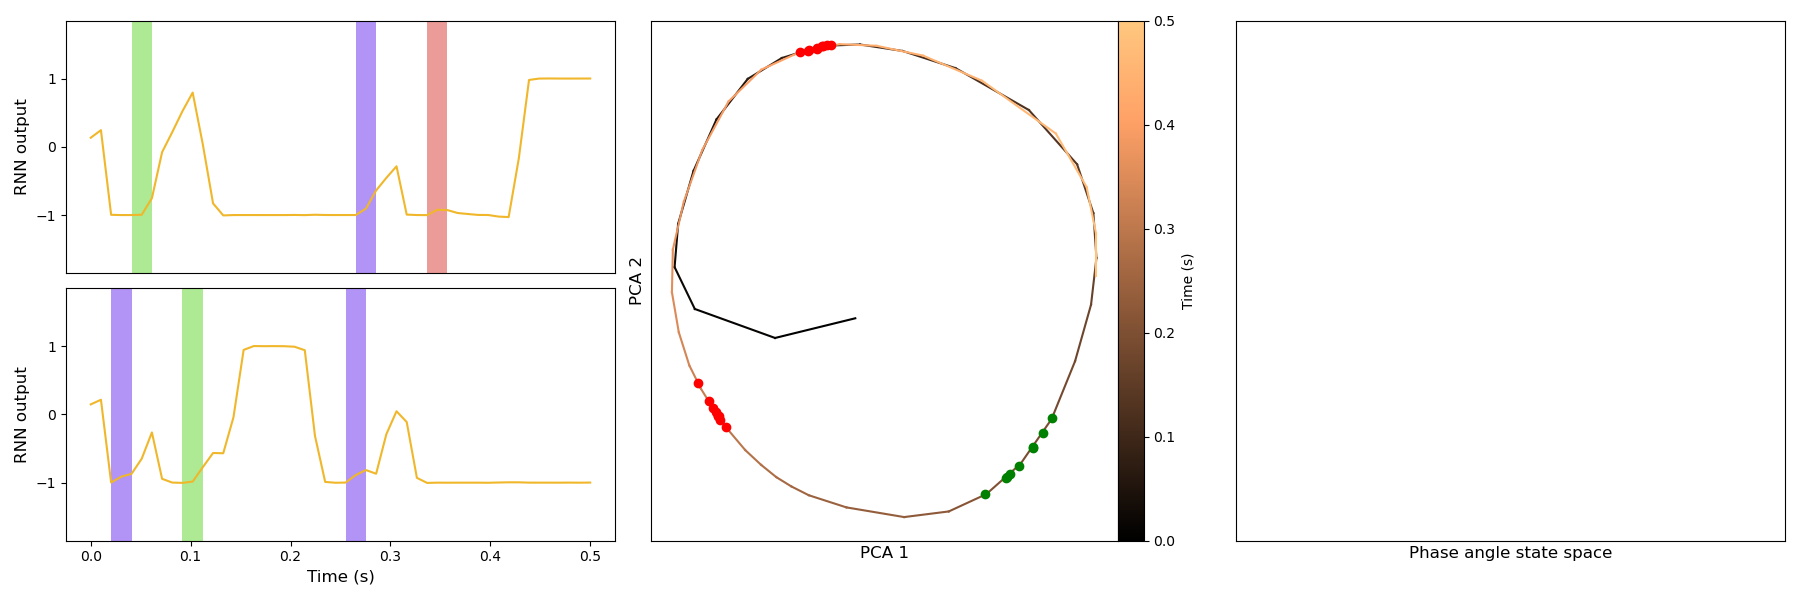 RNN output
1
0
−1
RNN output
1
0
−1
0.0 0.1 0.2 0.3 0.4 0.5
Time (s)
PCA 2
PCA 1
0.5
0.4
0.3
0.2
0.1
0.0
Time (s)
Phase angle state space